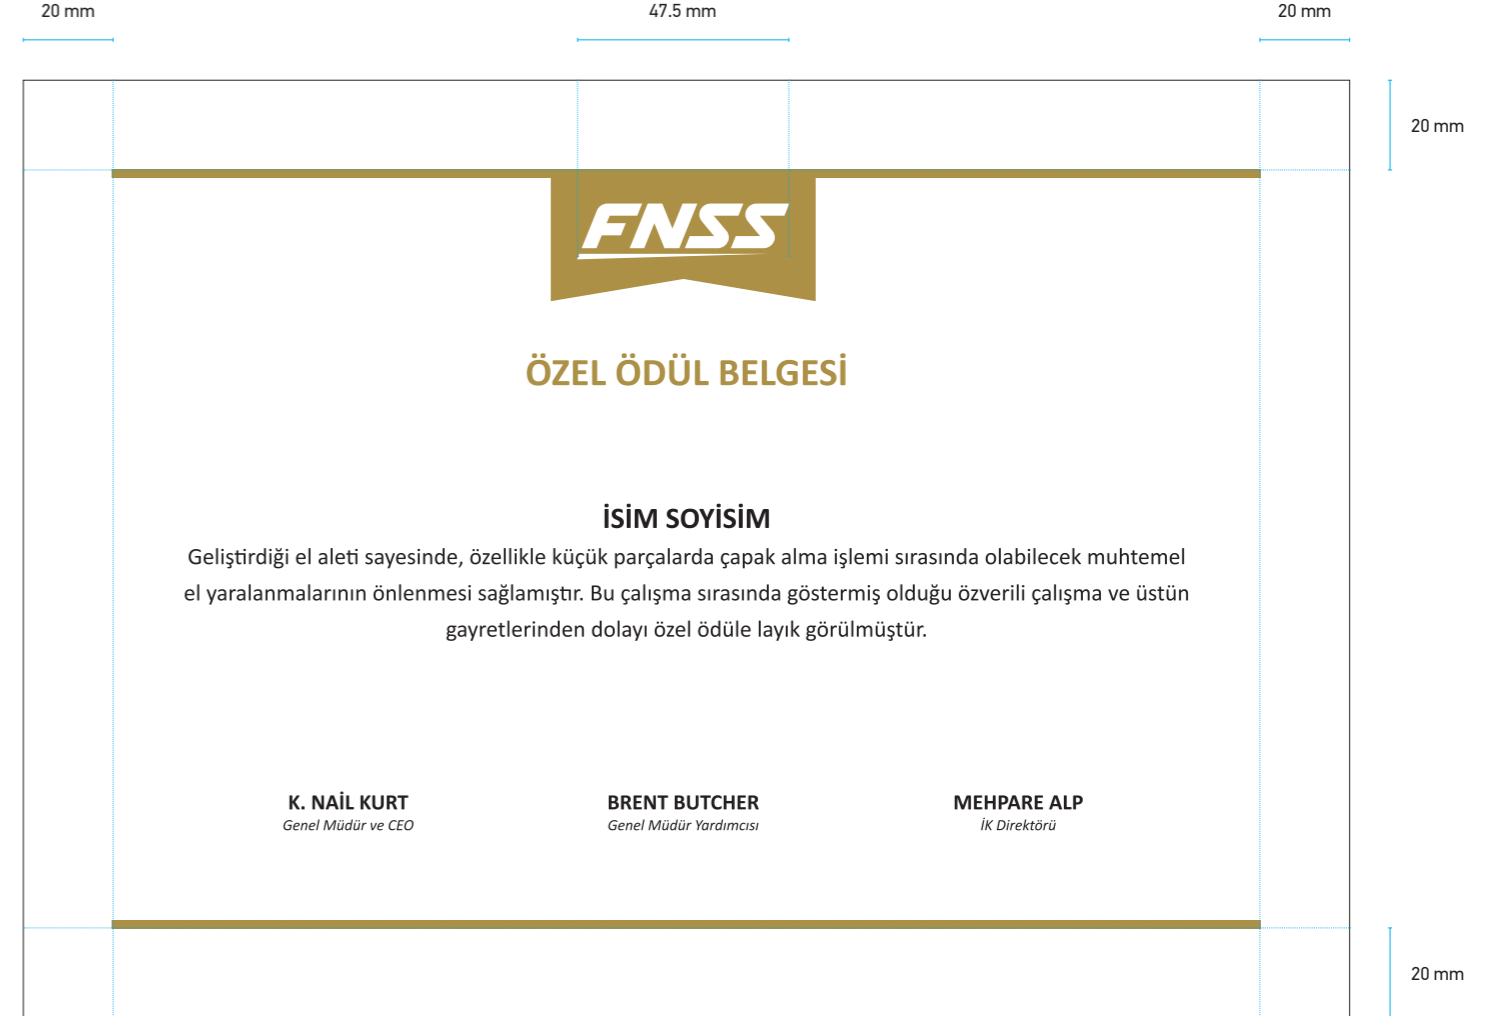 20 mm 47.5 mm 20 mm
20 mm
FNSS
ÖZEL ÖDÜL BELGESİ
İSİM SOYİSİM
Geliştirdiği el aleti sayesinde, özellikle küçük parçalarda çapak alma işlemi sırasında olabilecek muhtemel
el yaralanmalarının önlenmesi sağlamıştır. Bu çalışma sırasında göstermiş olduğu özverili çalışma ve üstün
gayretlerinden dolayı özel ödüle layık görülmüştür.
K. NAİL KURT BRENT BUTCHER MEHPARE ALP
Genel Müdür ve CEO Genel Müdür Yardımcısı İK Direktörü
20 mm